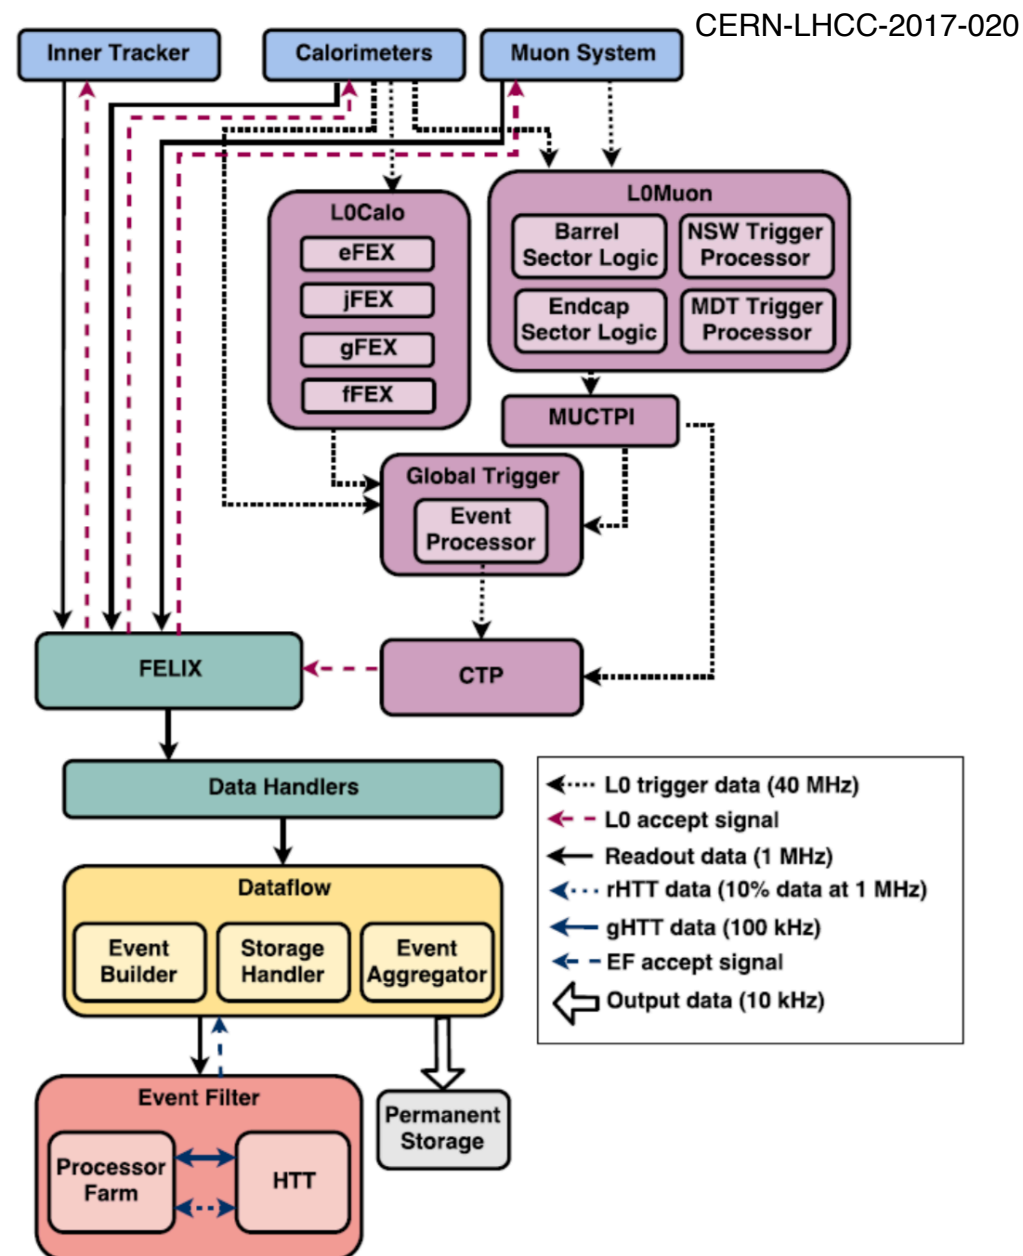 CERN-LHCC-2017-020
Inner Tracker
Calorimeters
Muon System
L0Calo
eFEX
jFEX
gFEX
fFEX
L0Muon
Barrel
Sector Logic
NSW Trigger
Processor
Endcap
Sector Logic
MDT Trigger
Processor
MUCTPI
Global Trigger
Event
Processor
FELIX
CTP
Data Handlers
L0 trigger data (40 MHz)
L0 accept signal
Readout data (1 MHz)
rHTT data (10% data at 1 MHz)
gHTT data (100 kHz)
EF accept signal
Output data (10 kHz)
Dataflow
Event
Builder
Storage
Handler
Event
Aggregator
Event Filter
Processor
Farm
HTT
Permanent
Storage